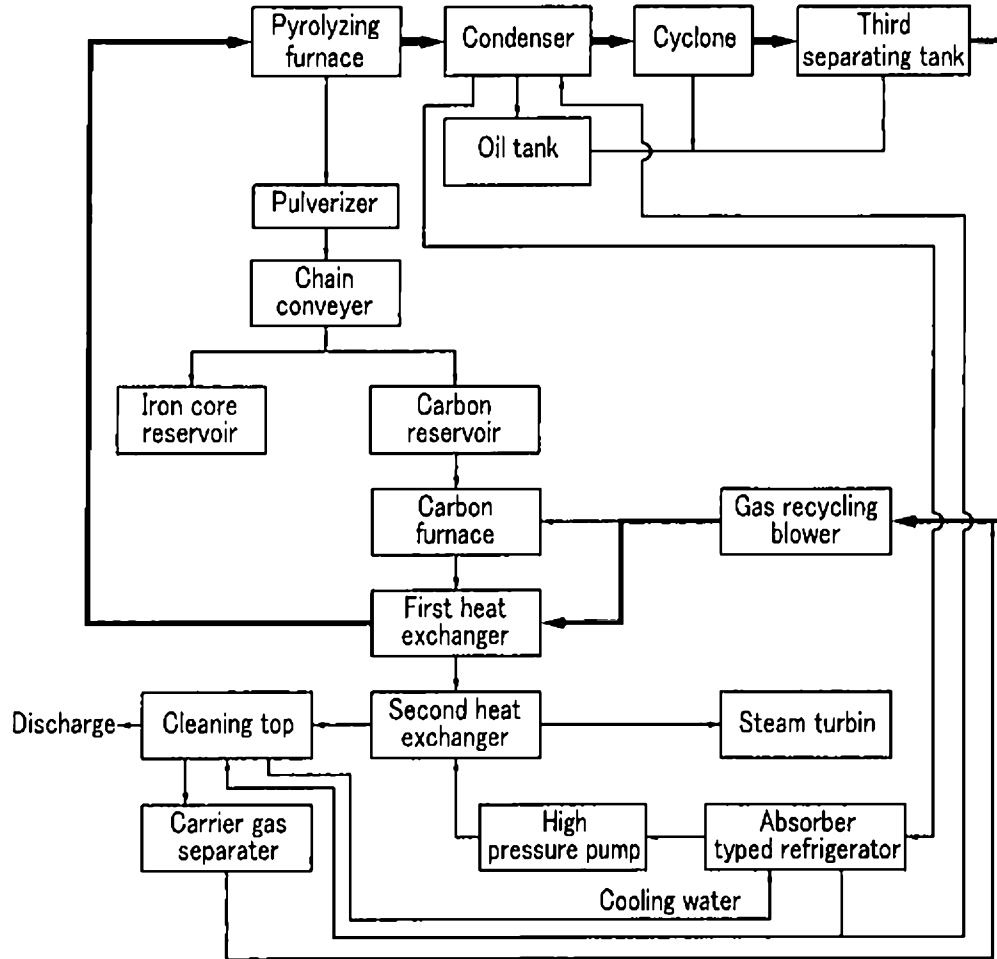 Pyrolyzing
furnace
Condenser
Cyclone
Third
separating tank
Oil tank
Pulverizer
Chain
conveyer
Iron core
reservoir
Carbon
reservoir
Carbon
furnace
Gas recycling
blower
First heat
exchanger
Discharge
Cleaning top
Second heat
exchanger
Steam turbin
Carrier gas
separater
High
pressure pump
Absorber
typed refrigerator
Cooling water